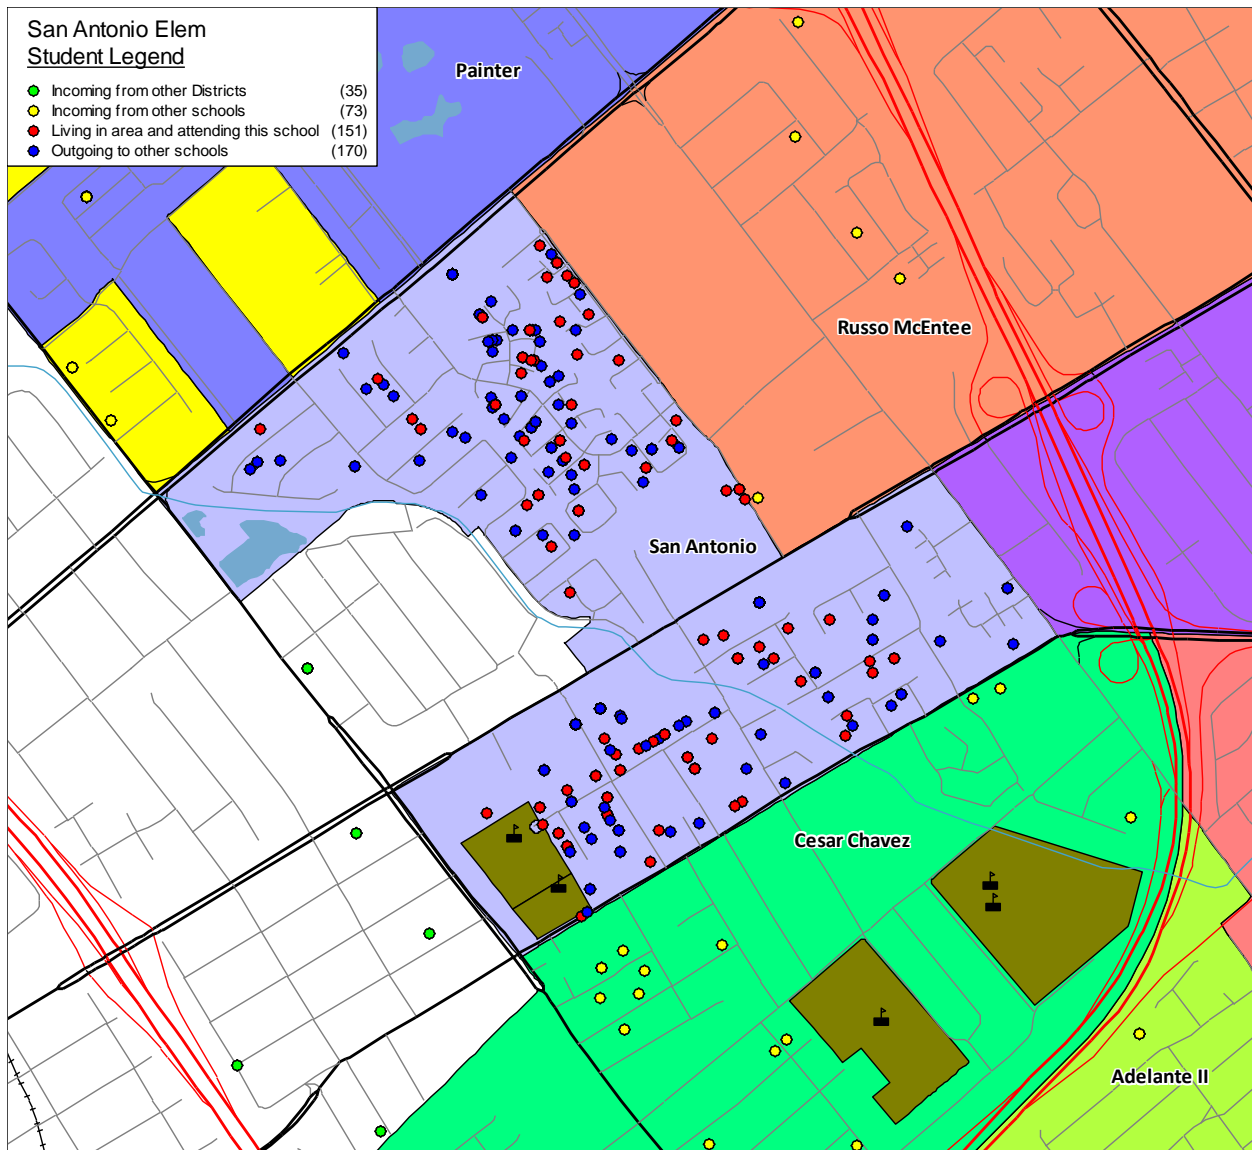 San Antonio Elem
Student Legend
Incoming from other Districts (35)
Incoming from other schools (73)
Living in area and attending this school (151)
Outgoing to other schools (170)
Painter
Russo McEntee
San Antonio
Cesar Chavez
Adelante II